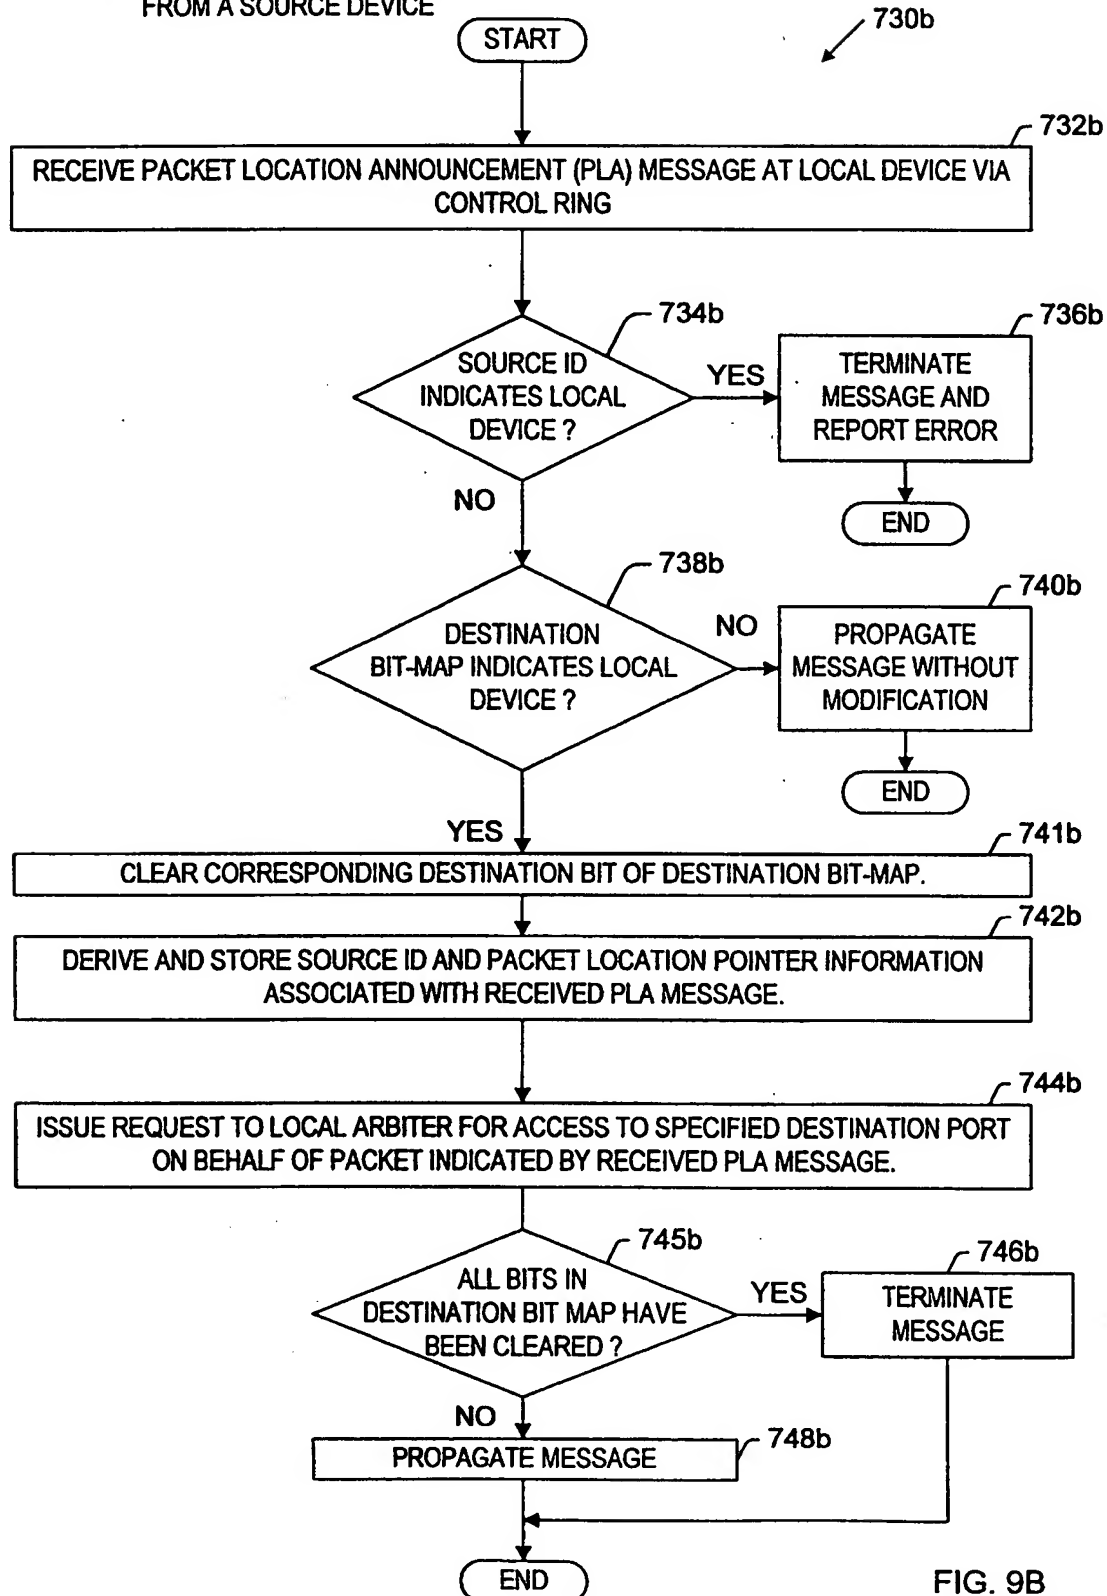 FROM A SOURCE DEVICE
START
730b
732b
RECEIVE PACKET LOCATION ANNOUNCEMENT (PLA) MESSAGE AT LOCAL DEVICE VIA
CONTROL RING
734b
SOURCE ID
INDICATES LOCAL
DEVICE ?
YES
736b
TERMINATE
MESSAGE AND
REPORT ERROR
END
NO
738b
DESTINATION
BIT-MAP INDICATES LOCAL
DEVICE ?
NO
740b
PROPAGATE
MESSAGE WITHOUT
MODIFICATION
END
YES
741b
CLEAR CORRESPONDING DESTINATION BIT OF DESTINATION BIT-MAP.
742b
DERIVE AND STORE SOURCE ID AND PACKET LOCATION POINTER INFORMATION
ASSOCIATED WITH RECEIVED PLA MESSAGE.
744b
ISSUE REQUEST TO LOCAL ARBITER FOR ACCESS TO SPECIFIED DESTINATION PORT
ON BEHALF OF PACKET INDICATED BY RECEIVED PLA MESSAGE.
745b
ALL BITS IN
DESTINATION BIT MAP HAVE
BEEN CLEARED ?
YES
746b
TERMINATE
MESSAGE
NO
748b
PROPAGATE MESSAGE
END
FIG. 9B